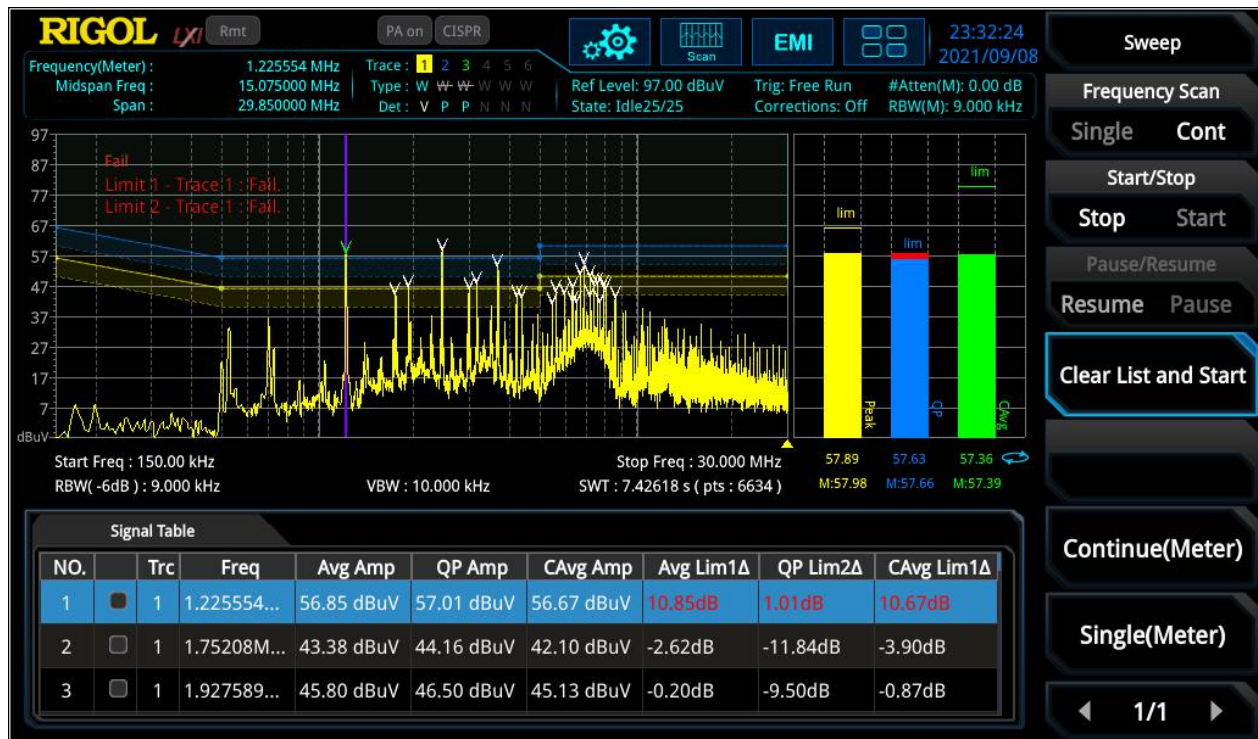 RIGOL LXI Rmt PA on CISPR Scan EMI 23:32:24
2021/09/08
Frequency(Meter) : 1.225554 MHz
Midspan Freq : 15.075000 MHz
Span : 29.850000 MHz
Trace : 1 2 3 4 5 6
Type : W W W W W W
Det : V P P N N N
Ref Level: 97.00 dBuV Trig: Free Run #Atten(M): 0.00 dB
State: Idle25/25 Corrections: Off RBW(M): 9.000 kHz
97
87
77
67
57
47
37
27
17
7
dBuV
Fail
Limit 1 - Trace 1 : Fail.
Limit 2 - Trace 1 : Fail.
Start Freq : 150.00 kHz Stop Freq : 30.000 MHz
RBW( -6dB ) : 9.000 kHz VBW : 10.000 kHz SWT : 7.42618 s ( pts : 6634 )
lim lim lim
Peak QP CAvg
57.89 57.63 57.36
M:57.98 M:57.66 M:57.39
Signal Table
NO. Trc Freq Avg Amp QP Amp CAvg Amp Avg Lim1Δ QP Lim2Δ CAvg Lim1Δ
1 1 1.225554... 56.85 dBuV 57.01 dBuV 56.67 dBuV 10.85dB 1.01dB 10.67dB
2 1 1.75208M... 43.38 dBuV 44.16 dBuV 42.10 dBuV -2.62dB -11.84dB -3.90dB
3 1 1.927589... 45.80 dBuV 46.50 dBuV 45.13 dBuV -0.20dB -9.50dB -0.87dB
Sweep
Frequency Scan
Single Cont
Start/Stop
Stop Start
Pause/Resume
Resume Pause
Clear List and Start
Continue(Meter)
Single(Meter)
1/1